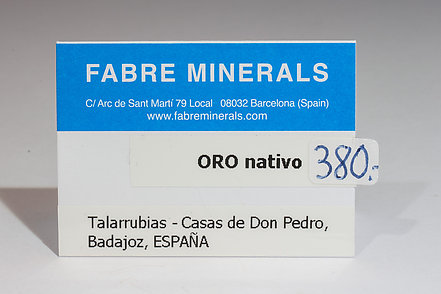 FABRE MINERALS
C/ Arc de Sant Martí 79 Local 08032 Barcelona (Spain)
www.fabreminerals.com
ORO nativo 380.-
Talarrubias - Casas de Don Pedro,
Badajoz, ESPAÑA